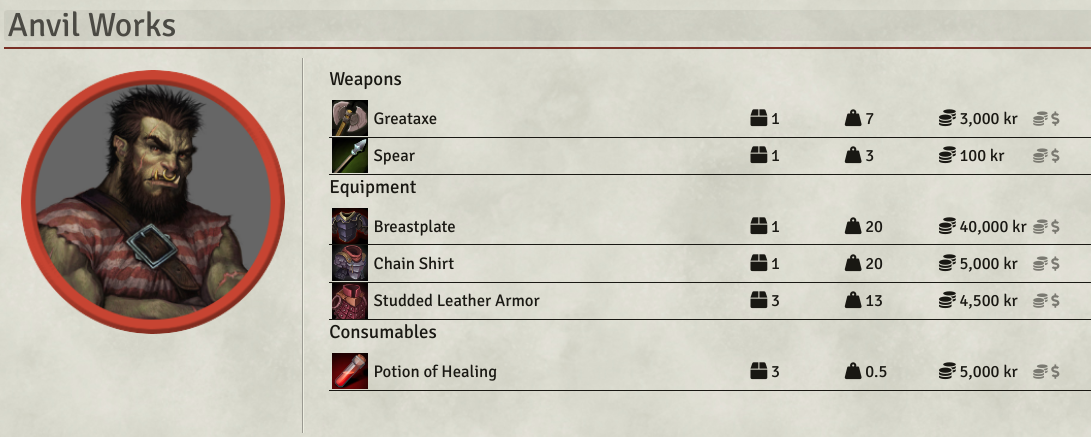 Anvil Works
Weapons
Greataxe 1 7 3,000 kr $
Spear 1 3 100 kr $
Equipment
Breastplate 1 20 40,000 kr $
Chain Shirt 1 20 5,000 kr $
Studded Leather Armor 3 13 4,500 kr $
Consumables
Potion of Healing 3 0.5 5,000 kr $